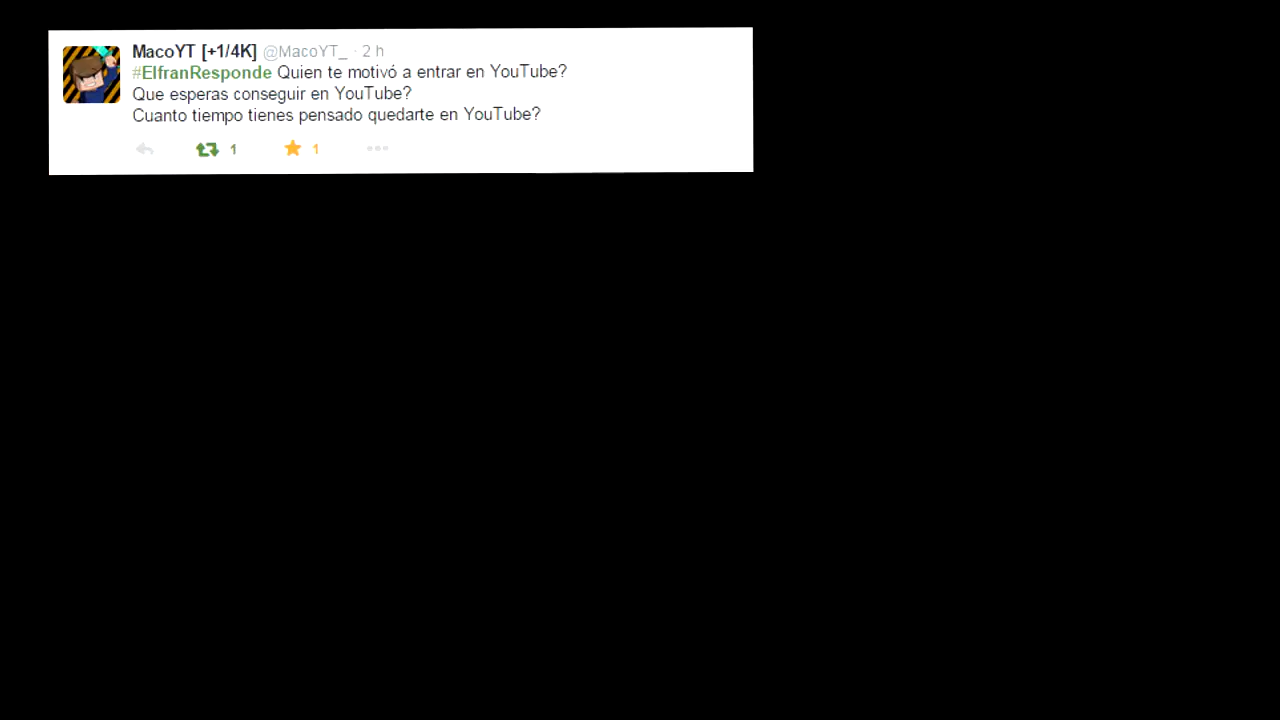 MacoYT [+1/4K] @MacoYT_ · 2 h
#ElfranResponde Quien te motivó a entrar en YouTube?
Que esperas conseguir en YouTube?
Cuanto tiempo tienes pensado quedarte en YouTube?
1 1